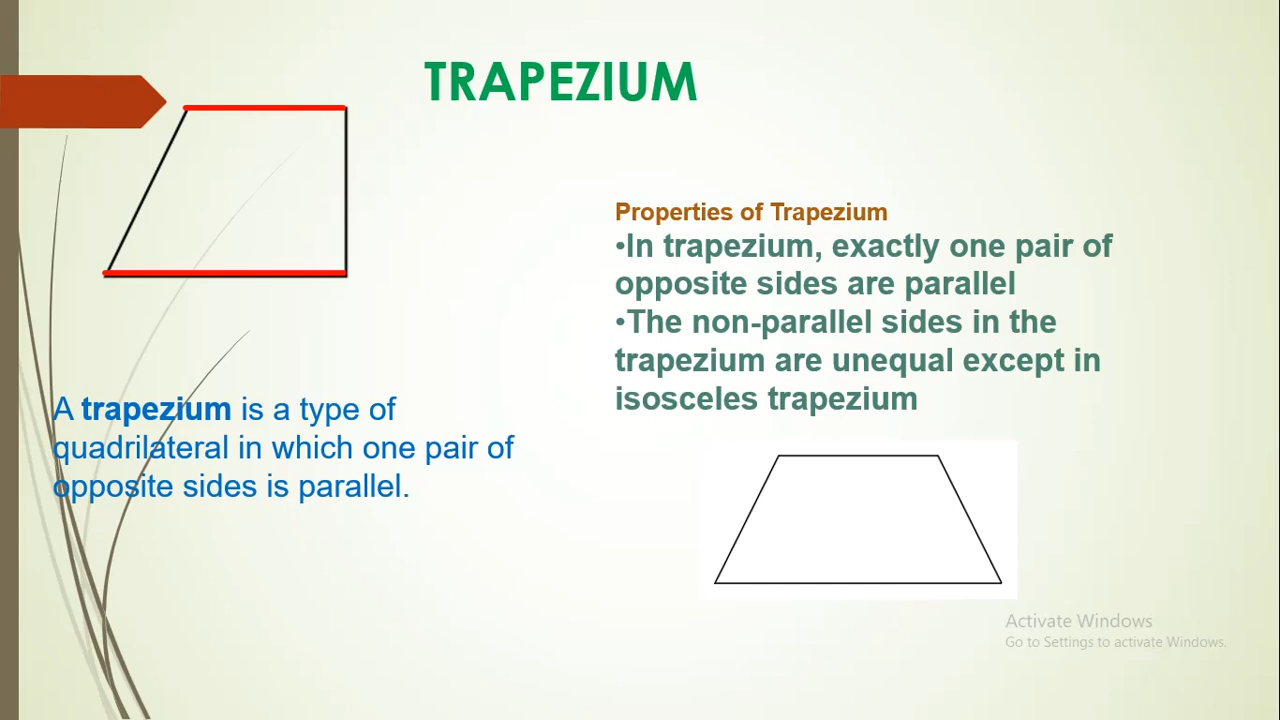 TRAPEZIUM
A trapezium is a type of
quadrilateral in which one pair of
opposite sides is parallel.
Properties of Trapezium
•In trapezium, exactly one pair of
opposite sides are parallel
•The non-parallel sides in the
trapezium are unequal except in
isosceles trapezium
Activate Windows
Go to Settings to activate Windows.